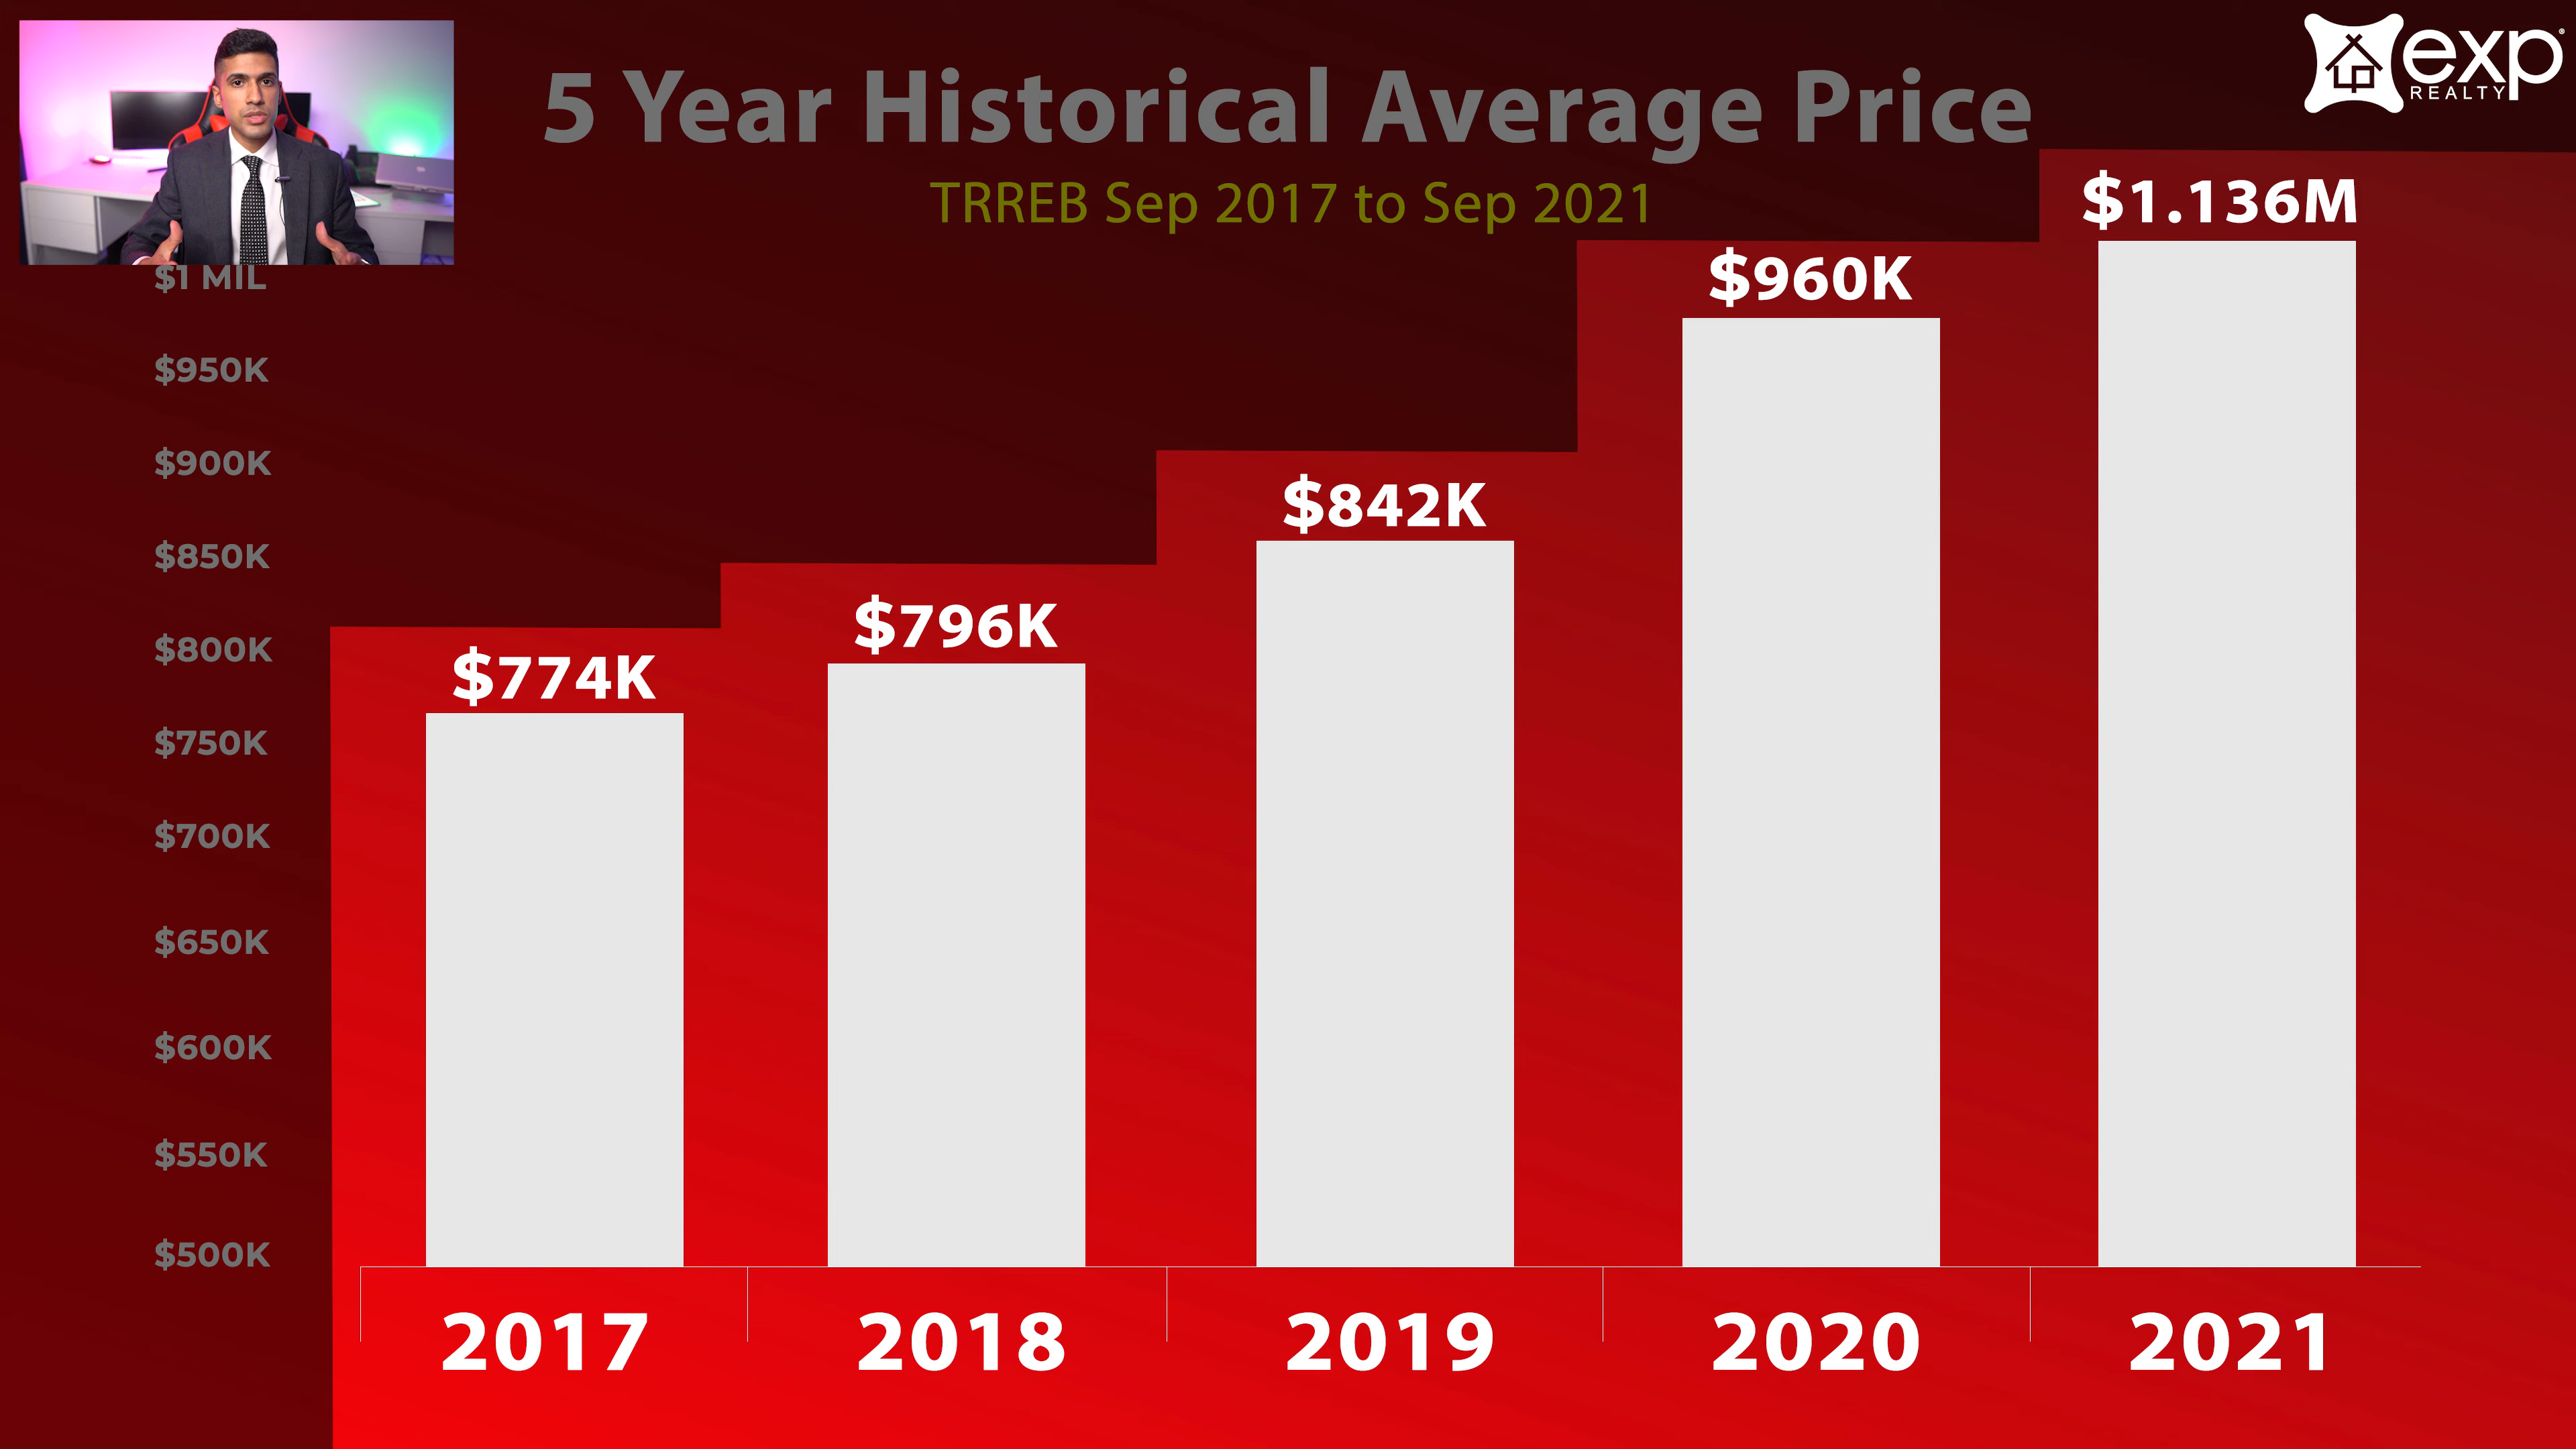 5 Year Historical Average Price
TRREB Sep 2017 to Sep 2021
exp®
REALTY
$1 MIL
$950K
$900K
$850K
$800K
$750K
$700K
$650K
$600K
$550K
$500K
$774K
$796K
$842K
$960K
$1.136M
2017
2018
2019
2020
2021